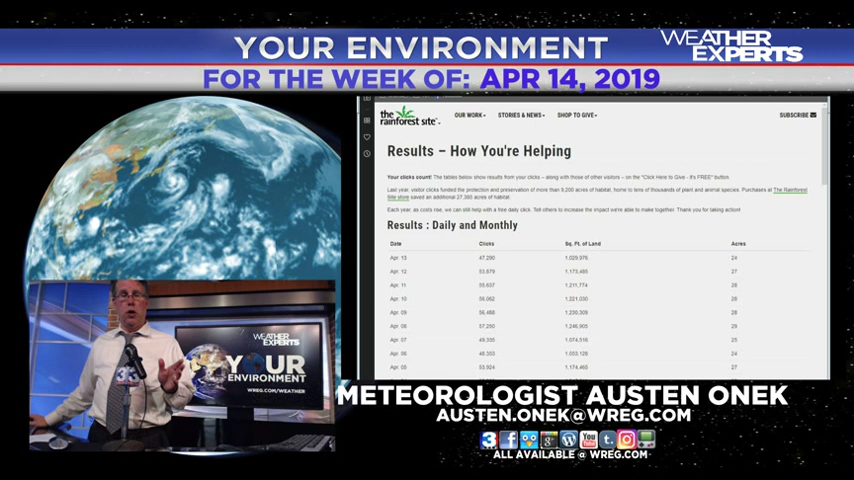 YOUR ENVIRONMENT
WEATHER
EXPERTS
FOR THE WEEK OF: APR 14, 2019
the
rainforest site
OUR WORK
STORIES & NEWS
SHOP TO GIVE
SUBSCRIBE
Results – How You're Helping
Your clicks count! The tables below show results from your clicks – along with those of other visitors – on the "Click Here to Give - It's FREE" button.
Last year, visitor clicks funded the protection and preservation of more than 9,200 acres of habitat, home to tens of thousands of plant and animal species. Purchases at The Rainforest
Site store saved an additional 27,383 acres of habitat.
Each year, as costs rise, we can still help with a free daily click. Tell others to increase the impact we're able to make together. Thank you for taking action!
Results : Daily and Monthly
Date Clicks Sq. Ft. of Land Acres
Apr. 13 47,290 1,029,976 24
Apr. 12 53,879 1,173,485 27
Apr. 11 55,637 1,211,774 28
Apr. 10 56,062 1,221,030 28
Apr. 09 56,488 1,230,309 28
Apr. 08 57,250 1,246,905 29
Apr. 07 49,335 1,074,516 25
Apr. 06 48,353 1,053,128 24
Apr. 05 53,924 1,174,465 27
WEATHER
EXPERTS
YOUR
ENVIRONMENT
WREG.COM/WEATHER
3
METEOROLOGIST AUSTEN ONEK
AUSTEN.ONEK@WREG.COM
ALL AVAILABLE @ WREG.COM